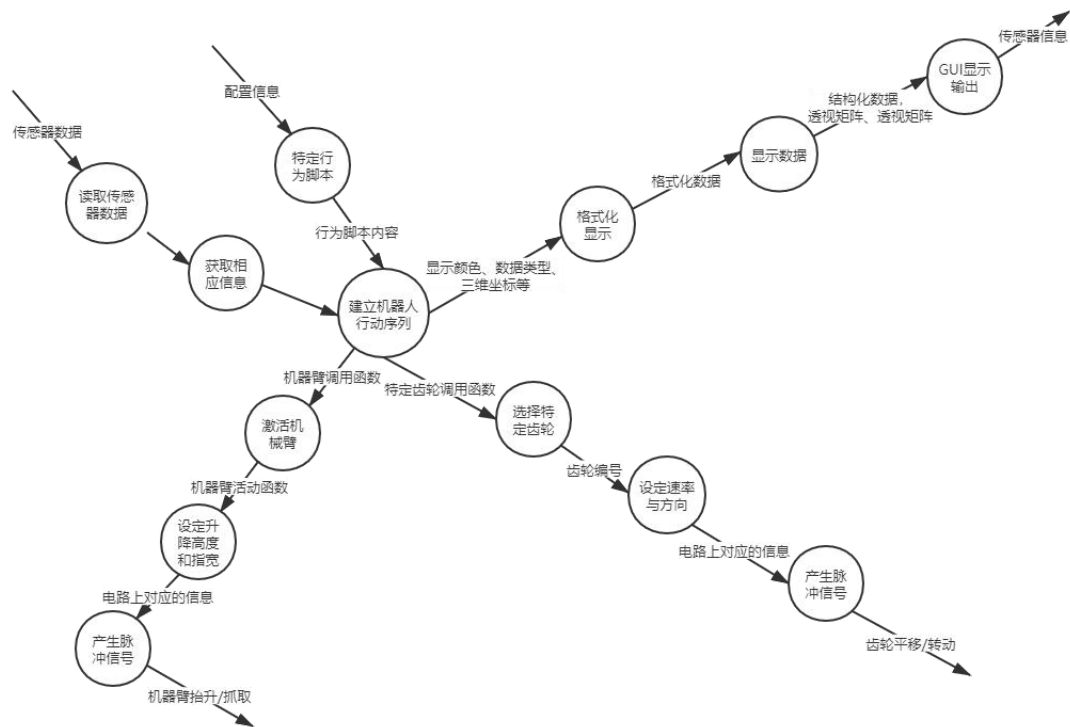 传感器信息
GUI显示
输出
结构化数据，
透视矩阵、透视矩阵
显示数据
格式化数据
格式化
显示
显示颜色、数据类型、
三维坐标等
配置信息
特定行
为脚本
行为脚本内容
传感器数据
读取传感
器数据
获取相
应信息
建立机器人
行动序列
机器臂调用函数
激活机
械臂
机器臂活动函数
设定升
降高度
和指宽
电路上对应的信息
产生脉
冲信号
机器臂抬升/抓取
特定齿轮调用函数
选择特
定齿轮
齿轮编号
设定速率
与方向
电路上对应的信息
产生脉
冲信号
齿轮平移/转动